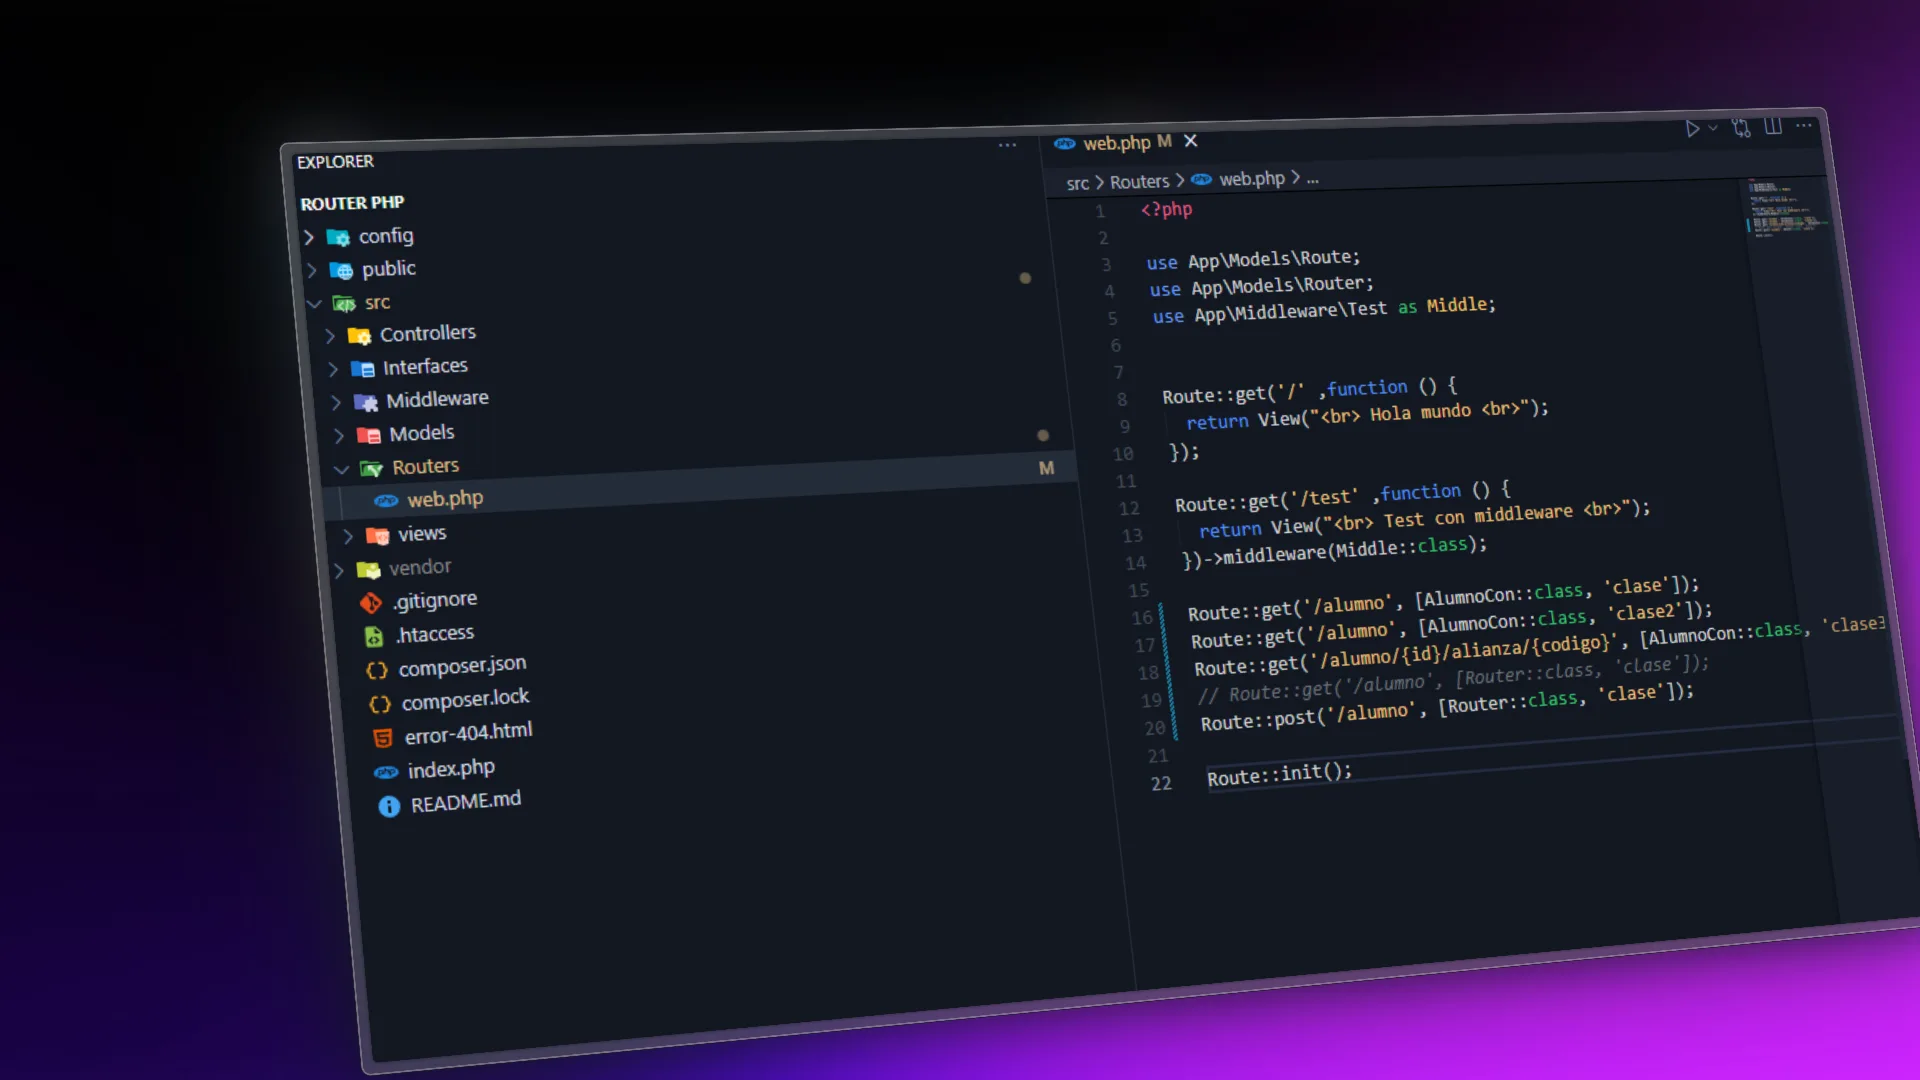 EXPLORER
ROUTER PHP
config
public
src
Controllers
Interfaces
Middleware
Models
Routers
web.php M
views
vendor
.gitignore
.htaccess
composer.json
composer.lock
error-404.html
index.php
README.md
web.php M
src > Routers > web.php > ...
1 <?php
2
3 use App\Models\Route;
4 use App\Models\Router;
5 use App\Middleware\Test as Middle;
6
7
8 Route::get('/' ,function () {
9 return View("<br> Hola mundo <br>");
10 });
11
12 Route::get('/test' ,function () {
13 return View("<br> Test con middleware <br>");
14 })->middleware(Middle::class);
15
16 Route::get('/alumno', [AlumnoCon::class, 'clase']);
17 Route::get('/alumno', [AlumnoCon::class, 'clase2']);
18 Route::get('/alumno/{id}/alianza/{codigo}', [AlumnoCon::class, 'clase3
19 // Route::get('/alumno', [Router::class, 'clase']);
20 Route::post('/alumno', [Router::class, 'clase']);
21
22 Route::init();